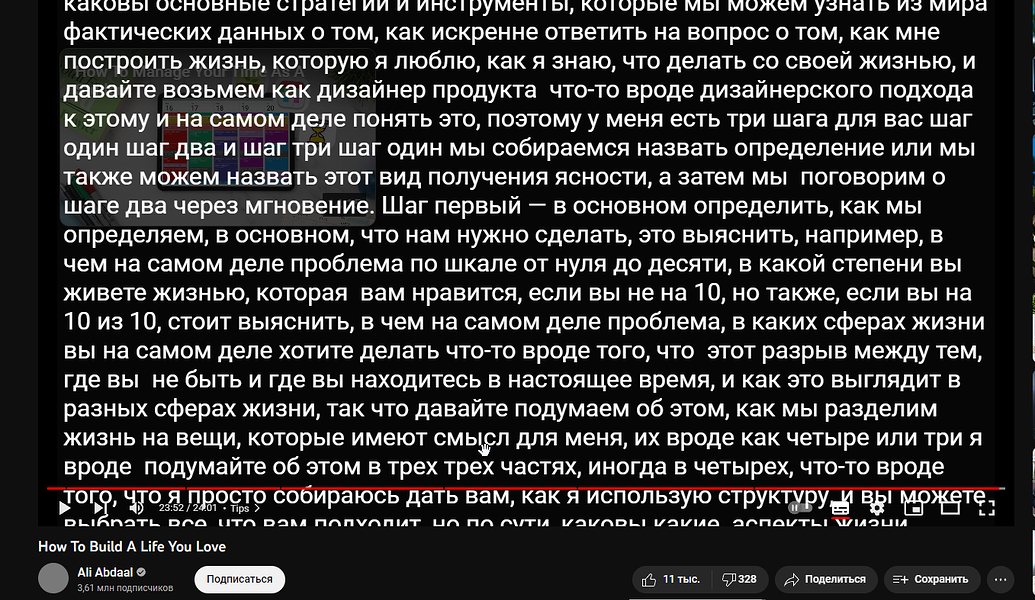 каковы основные стратегии и инструменты, которые мы можем узнать из мира
фактических данных о том, как искренне ответить на вопрос о том, как мне
построить жизнь, которую я люблю, как я знаю, что делать со своей жизнью, и
How To Manage Your Time As A
давайте возьмем как дизайнер продукта что-то вроде дизайнерского подхода
16 17 18 19 20
к этому и на самом деле понять это, поэтому у меня есть три шага для вас шаг
один шаг два и шаг три шаг один мы собираемся назвать определение или мы
также можем назвать этот вид получения ясности, а затем мы поговорим о
шаге два через мгновение. Шаг первый — в основном определить, как мы
определяем, в основном, что нам нужно сделать, это выяснить, например, в
чем на самом деле проблема по шкале от нуля до десяти, в какой степени вы
живете жизнью, которая вам нравится, если вы не на 10, но также, если вы на
10 из 10, стоит выяснить, в чем на самом деле проблема, в каких сферах жизни
вы на самом деле хотите делать что-то вроде того, что этот разрыв между тем,
где вы не быть и где вы находитесь в настоящее время, и как это выглядит в
разных сферах жизни, так что давайте подумаем об этом, как мы разделим
жизнь на вещи, которые имеют смысл для меня, их вроде как четыре или три я
вроде подумайте об этом в трех трех частях, иногда в четырех, что-то вроде
того, что я просто собираюсь дать вам, как я использую структуру, и вы можете
23:52 / 24:01 • Tips
выбрать все, что вам подходит, но по сути, каковы какие аспекты жизни
How To Build A Life You Love
Ali Abdaal
3,61 млн подписчиков
Подписаться
11 тыс.
328
Поделиться
Сохранить